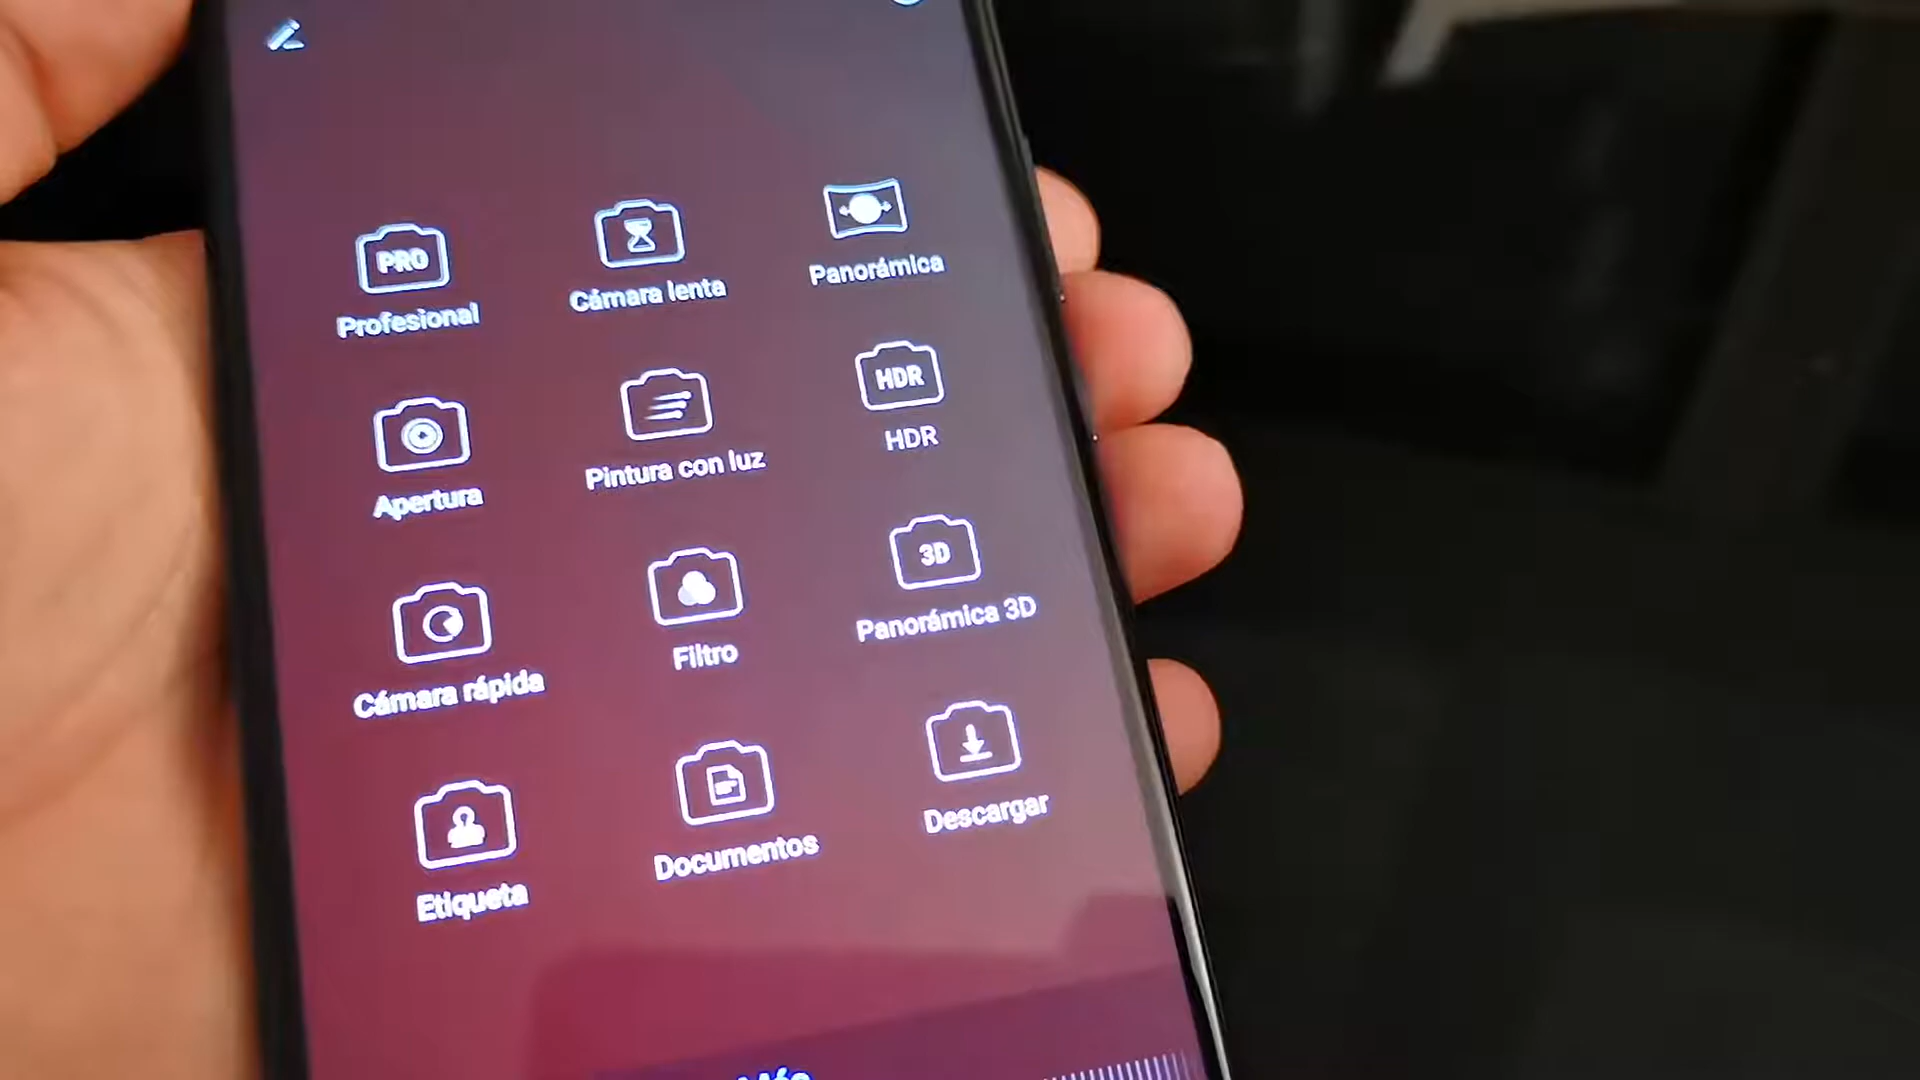 PRO
Profesional
Cámara lenta
Panorámica
Apertura
Pintura con luz
HDR
HDR
Cámara rápida
Filtro
3D
Panorámica 3D
Etiqueta
Documentos
Descargar
Más